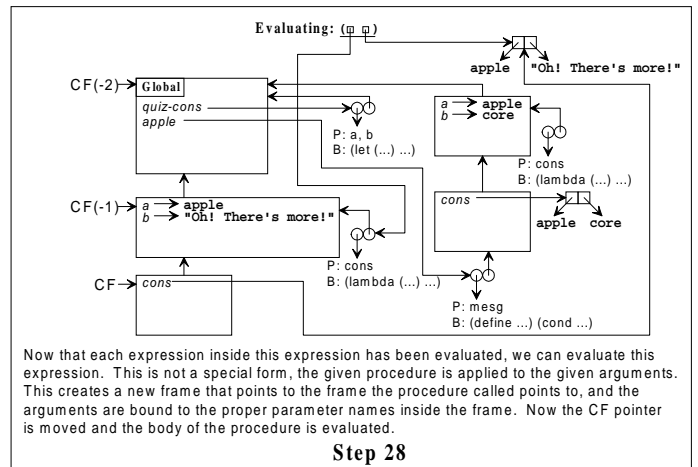 Evaluating: ( )
apple "Oh! There's more!"
CF(-2) Global
quiz-cons
apple
P: a, b
B: (let (...) ...)
a apple
b core
P: cons
B: (lambda (...) ...)
CF(-1) a apple
b "Oh! There's more!"
P: cons
B: (lambda (...) ...)
cons
apple core
CF cons
P: mesg
B: (define ...) (cond ...)
Now that each expression inside this expression has been evaluated, we can evaluate this
expression. This is not a special form, the given procedure is applied to the given arguments.
This creates a new frame that points to the frame the procedure called points to, and the
arguments are bound to the proper parameter names inside the frame. Now the CF pointer
is moved and the body of the procedure is evaluated.
Step 28